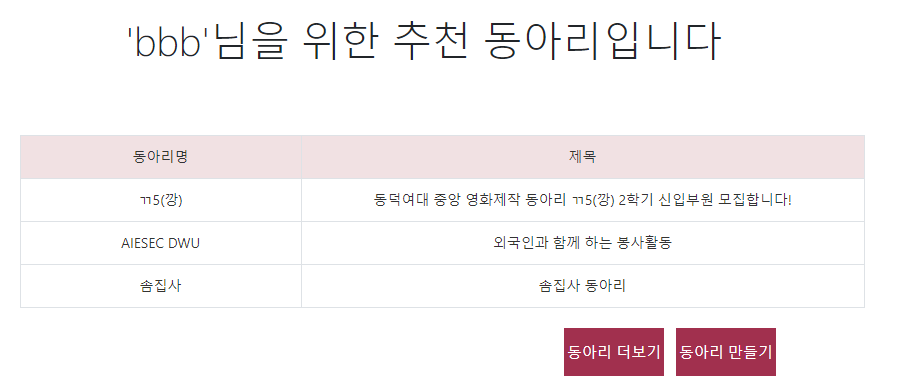 'bbb'님을 위한 추천 동아리입니다
동아리명 제목
ㄲ5(깡) 동덕여대 중앙 영화제작 동아리 ㄲ5(깡) 2학기 신입부원 모집합니다!
AIESEC DWU 외국인과 함께 하는 봉사활동
솜집사 솜집사 동아리
동아리 더보기 동아리 만들기